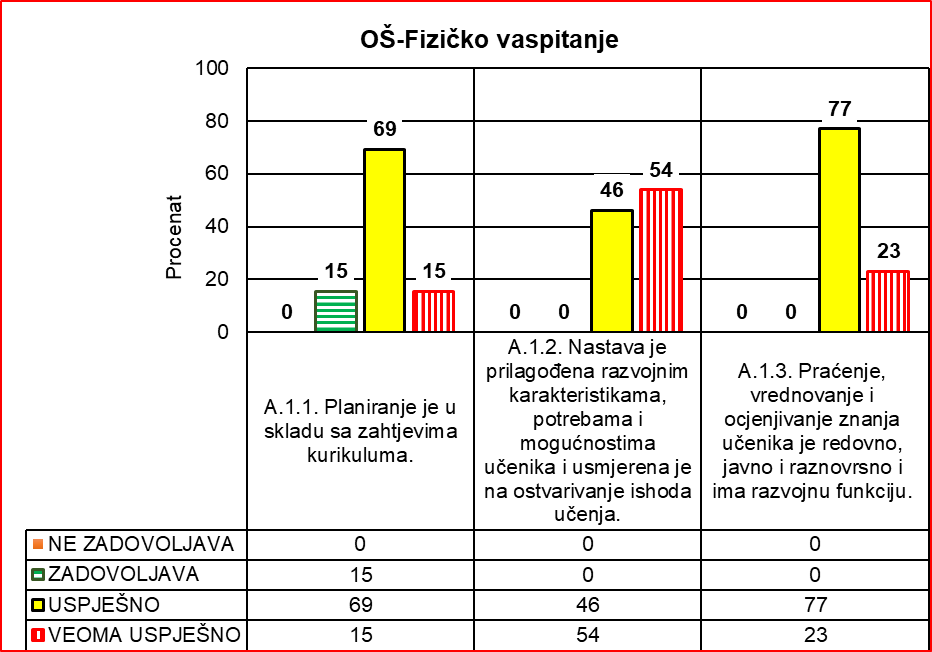 OŠ-Fizičko vaspitanje
Procenat
100
80
60
40
20
0
0
15
69
15
0
0
46
54
0
0
77
23
A.1.1. Planiranje je u
skladu sa zahtjevima
kurikuluma.
A.1.2. Nastava je
prilagođena razvojnim
karakteristikama,
potrebama i
mogućnostima
učenika i usmjerena je
na ostvarivanje ishoda
učenja.
A.1.3. Praćenje,
vrednovanje i
ocjenjivanje znanja
učenika je redovno,
javno i raznovrsno i
ima razvojnu funkciju.
NE ZADOVOLJAVA 0 0 0
ZADOVOLJAVA 15 0 0
USPJEŠNO 69 46 77
VEOMA USPJEŠNO 15 54 23